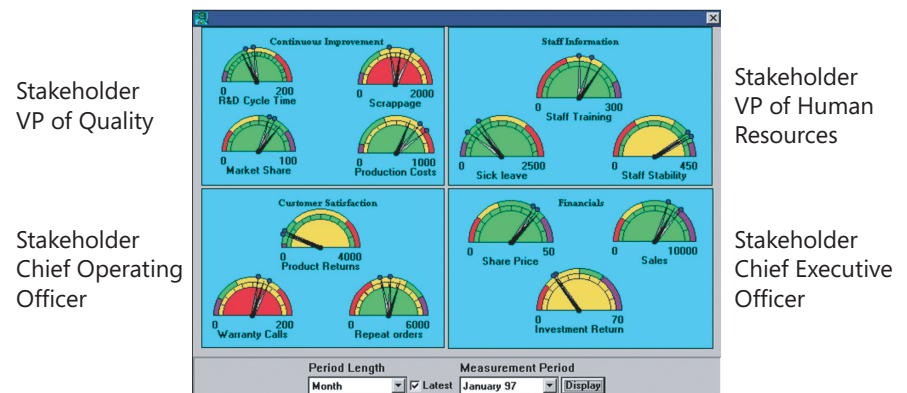 Stakeholder
VP of Quality
Stakeholder
Chief Operating
Officer
Continuous Improvement
0 200
R&D Cycle Time
0 2000
Scrappage
0 100
Market Share
0 1000
Production Costs
Staff Information
0 300
Staff Training
0 2500
Sick leave
0 450
Staff Stability
Customer Satisfaction
0 4000
Product Returns
0 200
Warranty Calls
0 6000
Repeat orders
Financials
0 50
Share Price
0 10000
Sales
0 70
Investment Return
Stakeholder
VP of Human
Resources
Stakeholder
Chief Executive
Officer
Period Length Measurement Period
Month Latest January 97 Display